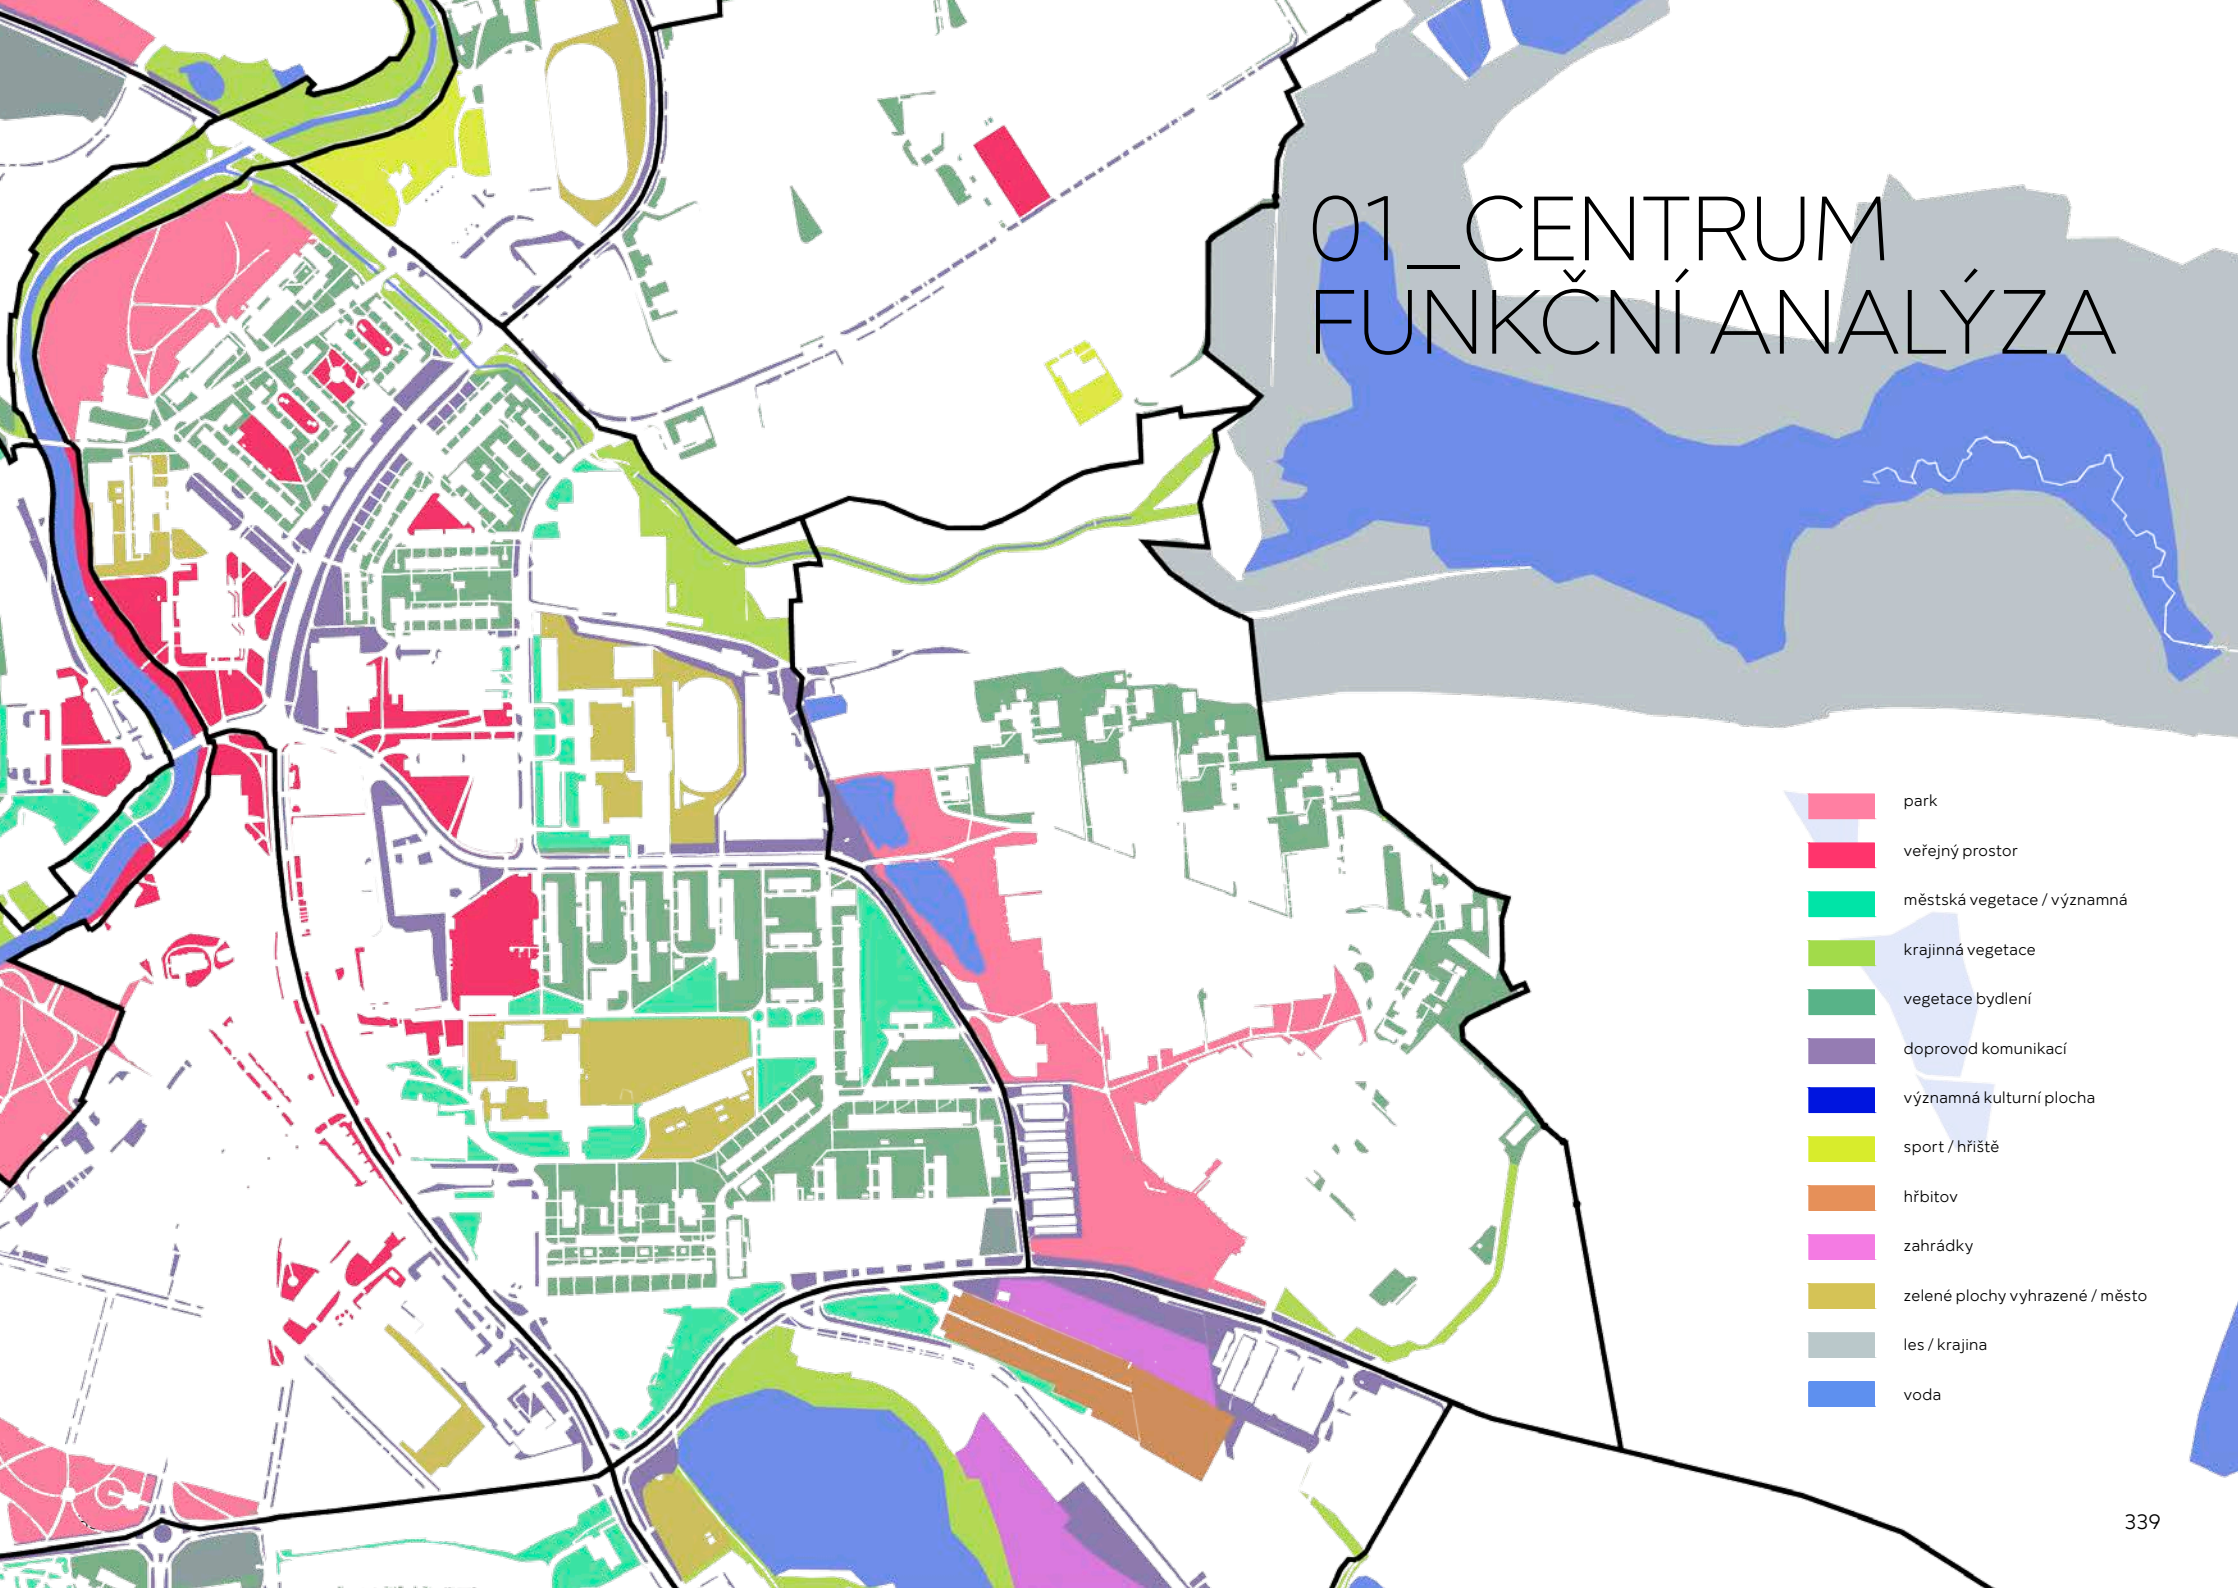 01_CENTRUM
FUNKČNÍ ANALÝZA
park
veřejný prostor
městská vegetace / významná
krajinná vegetace
vegetace bydlení
doprovod komunikací
významná kulturní plocha
sport / hřiště
hřbitov
zahrádky
zelené plochy vyhrazené / město
les / krajina
voda
339